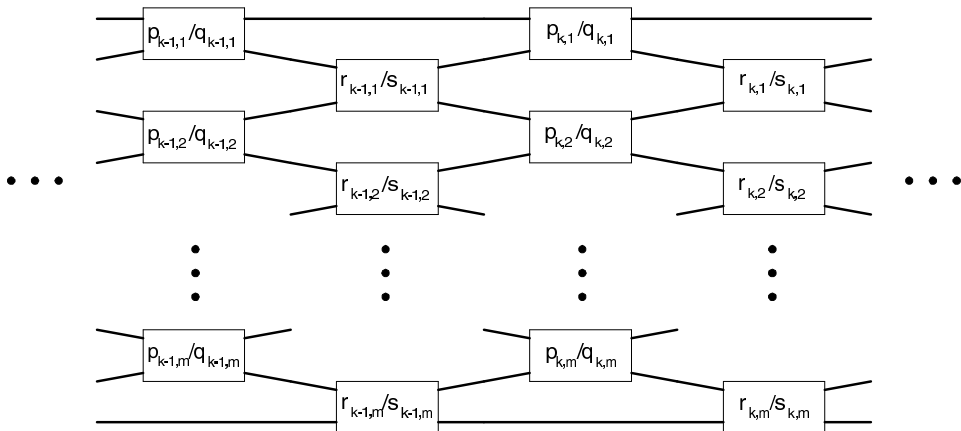 p_{k-1,1}/q_{k-1,1}
p_{k,1}/q_{k,1}
r_{k-1,1}/s_{k-1,1}
r_{k,1}/s_{k,1}
p_{k-1,2}/q_{k-1,2}
p_{k,2}/q_{k,2}
r_{k-1,2}/s_{k-1,2}
r_{k,2}/s_{k,2}
p_{k-1,m}/q_{k-1,m}
p_{k,m}/q_{k,m}
r_{k-1,m}/s_{k-1,m}
r_{k,m}/s_{k,m}